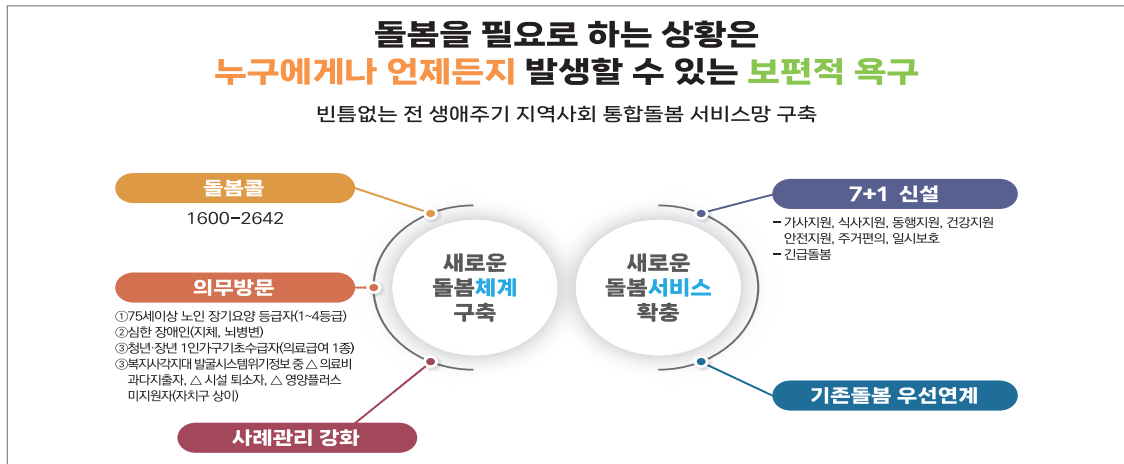 돌봄을 필요로 하는 상황은
누구에게나 언제든지 발생할 수 있는 보편적 욕구
빈틈없는 전 생애주기 지역사회 통합돌봄 서비스망 구축
돌봄콜
1600-2642
의무방문
①75세이상 노인 장기요양 등급자(1~4등급)
②심한 장애인(지체, 뇌병변)
③청년·장년 1인가구기초수급자(의료급여 1종)
③복지사각지대 발굴시스템위기정보 중 △ 의료비
과다지출자, △ 시설 퇴소자, △ 영양플러스
미지원자(자치구 상이)
사례관리 강화
새로운
돌봄체계
구축
새로운
돌봄서비스
확충
7+1 신설
- 가사지원, 식사지원, 동행지원, 건강지원
안전지원, 주거편의, 일시보호
- 긴급돌봄
기존돌봄 우선연계